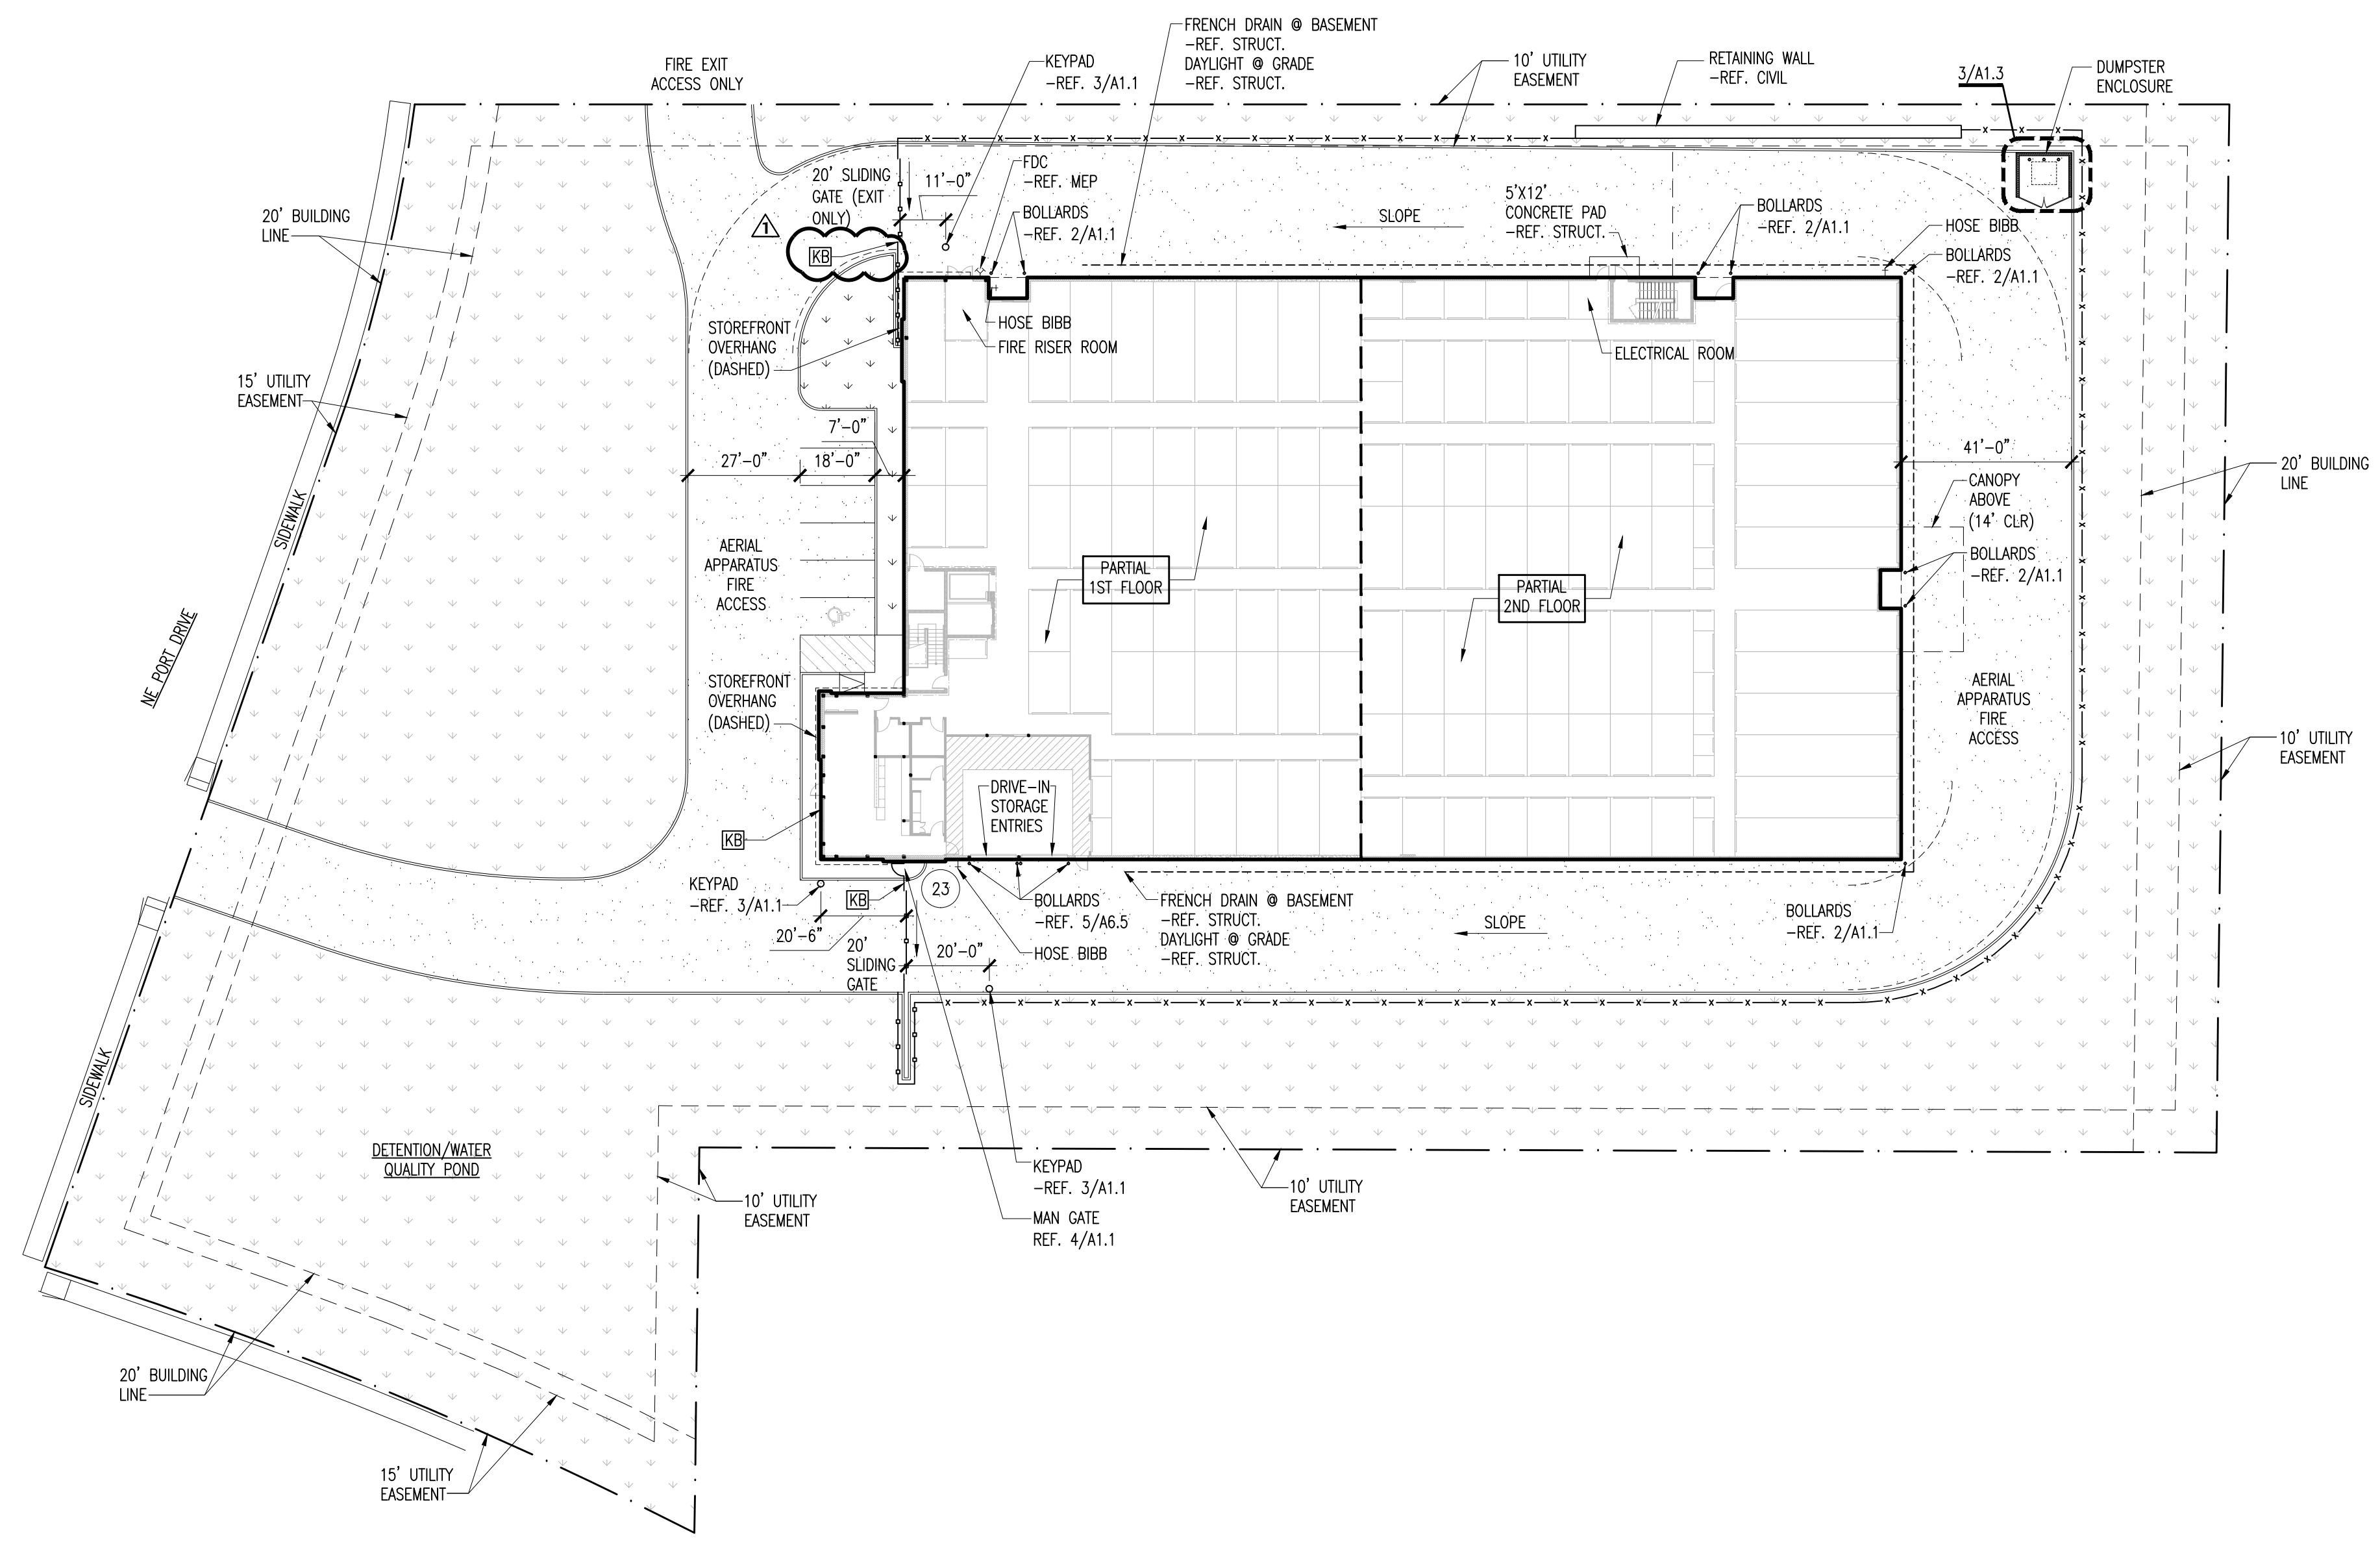 FRENCH DRAIN @ BASEMENT
-REF. STRUCT.
DAYLIGHT @ GRADE
-REF. STRUCT.
FIRE EXIT
ACCESS ONLY
KEYPAD
-REF. 3/A1.1
10' UTILITY
EASEMENT
RETAINING WALL
-REF. CIVIL
3/A1.3
DUMPSTER
ENCLOSURE
20' SLIDING
GATE (EXIT
ONLY)
11'-0"
FDC
-REF. MEP
BOLLARDS
-REF. 2/A1.1
SLOPE
5'X12'
CONCRETE PAD
-REF. STRUCT.
BOLLARDS
-REF. 2/A1.1
HOSE BIBB
BOLLARDS
-REF. 2/A1.1
20' BUILDING
LINE
1
KB
STOREFRONT
OVERHANG
(DASHED)
HOSE BIBB
FIRE RISER ROOM
ELECTRICAL ROOM
15' UTILITY
EASEMENT
7'-0"
27'-0"
18'-0"
41'-0"
20' BUILDING
LINE
CANOPY
ABOVE
(14' CLR)
BOLLARDS
-REF. 2/A1.1
SIDEWALK
AERIAL
APPARATUS
FIRE
ACCESS
PARTIAL
1ST FLOOR
PARTIAL
2ND FLOOR
NE PORT DRIVE
STOREFRONT
OVERHANG
(DASHED)
AERIAL
APPARATUS
FIRE
ACCESS
10' UTILITY
EASEMENT
DRIVE-IN
STORAGE
ENTRIES
KB
KEYPAD
-REF. 3/A1.1
KB
23
BOLLARDS
-REF. 5/A6.5
HOSE BIBB
FRENCH DRAIN @ BASEMENT
-REF. STRUCT.
DAYLIGHT @ GRADE
-REF. STRUCT.
SLOPE
BOLLARDS
-REF. 2/A1.1
20'-6"
20'
SLIDING
GATE
20'-0"
SIDEWALK
DETENTION/WATER
QUALITY POND
10' UTILITY
EASEMENT
KEYPAD
-REF. 3/A1.1
MAN GATE
REF. 4/A1.1
10' UTILITY
EASEMENT
20' BUILDING
LINE
15' UTILITY
EASEMENT